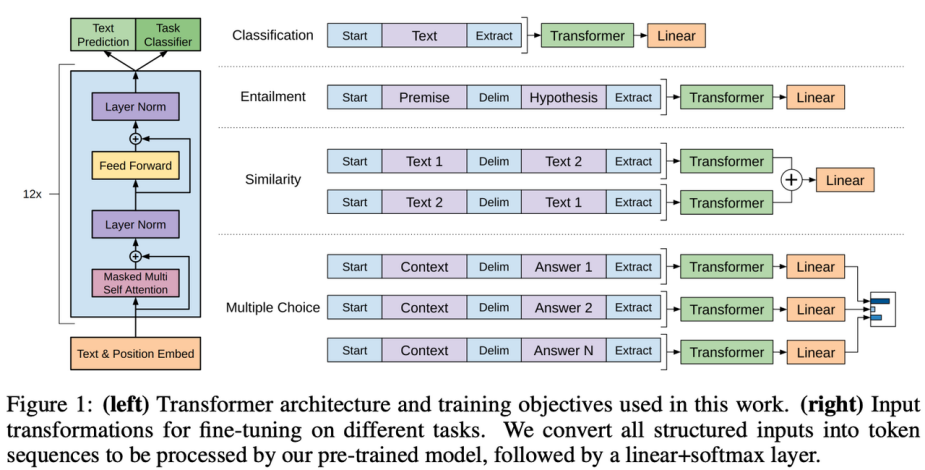 Text
Prediction
Task
Classifier
Layer Norm
Feed Forward
12x
Layer Norm
Masked Multi
Self Attention
Text & Position Embed
Classification
Start Text Extract Transformer Linear
Entailment
Start Premise Delim Hypothesis Extract Transformer Linear
Similarity
Start Text 1 Delim Text 2 Extract Transformer
+ Linear
Start Text 2 Delim Text 1 Extract Transformer
Multiple Choice
Start Context Delim Answer 1 Extract Transformer Linear
Start Context Delim Answer 2 Extract Transformer Linear
Start Context Delim Answer N Extract Transformer Linear
Figure 1: (left) Transformer architecture and training objectives used in this work. (right) Input
transformations for fine-tuning on different tasks. We convert all structured inputs into token
sequences to be processed by our pre-trained model, followed by a linear+softmax layer.